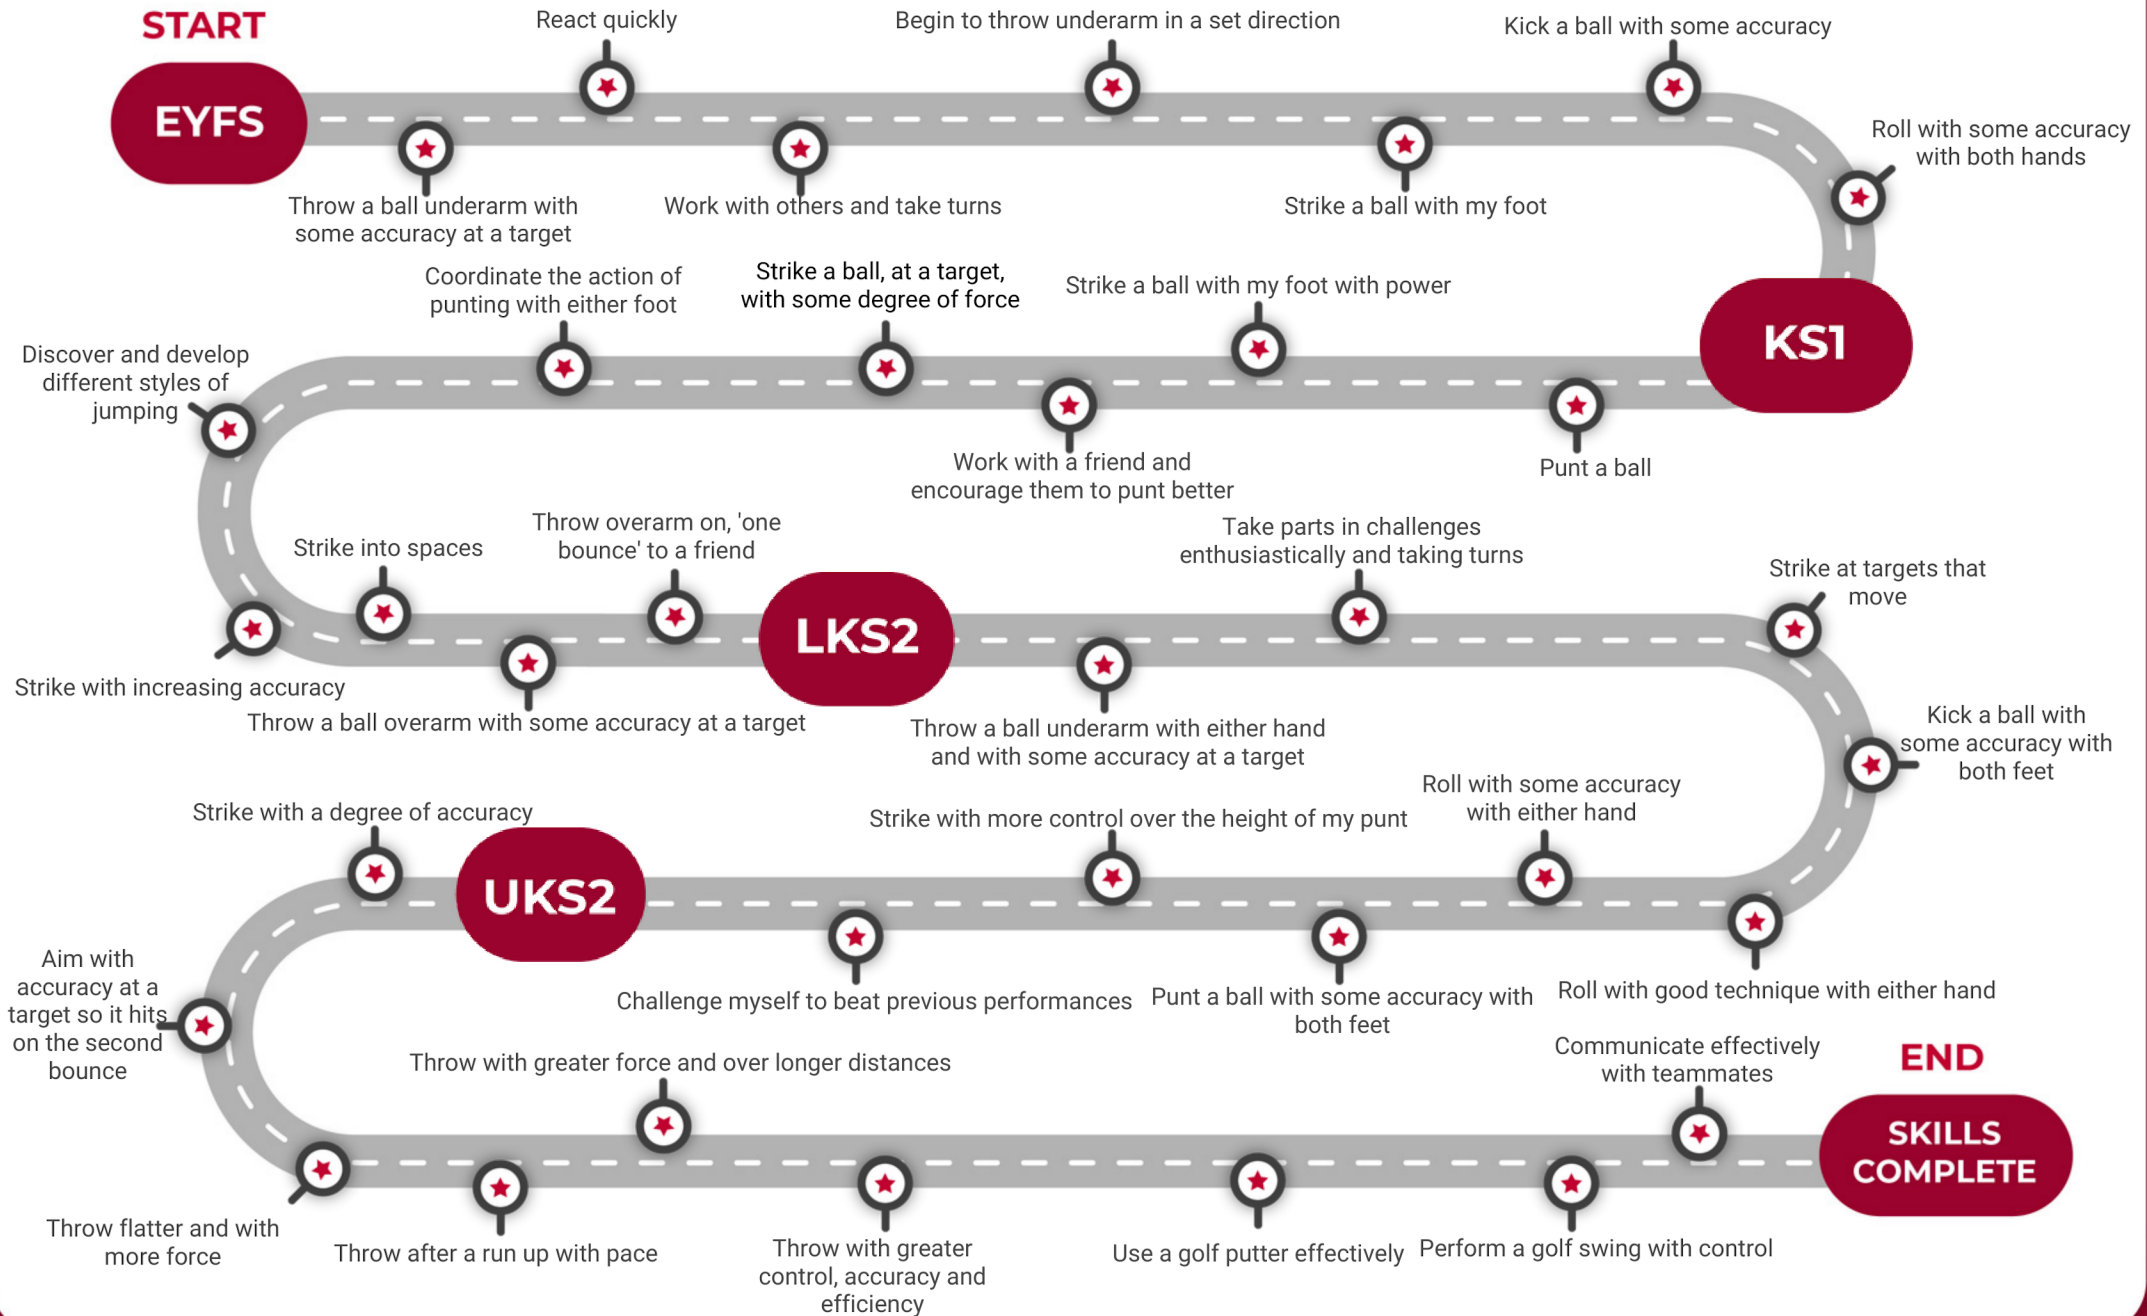 START
EYFS
Throw a ball underarm with
some accuracy at a target
React quickly
Work with others and take turns
Begin to throw underarm in a set direction
Strike a ball with my foot
Kick a ball with some accuracy
Roll with some accuracy
with both hands
KS1
Punt a ball
Strike a ball with my foot with power
Work with a friend and
encourage them to punt better
Strike a ball, at a target,
with some degree of force
Coordinate the action of
punting with either foot
Discover and develop
different styles of
jumping
Strike with increasing accuracy
Strike into spaces
Throw a ball overarm with some accuracy at a target
Throw overarm on, 'one
bounce' to a friend
LKS2
Throw a ball underarm with either hand
and with some accuracy at a target
Take parts in challenges
enthusiastically and taking turns
Strike at targets that
move
Kick a ball with
some accuracy with
both feet
Roll with good technique with either hand
Roll with some accuracy
with either hand
Punt a ball with some accuracy with
both feet
Strike with more control over the height of my punt
Challenge myself to beat previous performances
UKS2
Strike with a degree of accuracy
Aim with
accuracy at a
target so it hits
on the second
bounce
Throw flatter and with
more force
Throw after a run up with pace
Throw with greater force and over longer distances
Throw with greater
control, accuracy and
efficiency
Use a golf putter effectively
Perform a golf swing with control
Communicate effectively
with teammates
END
SKILLS
COMPLETE